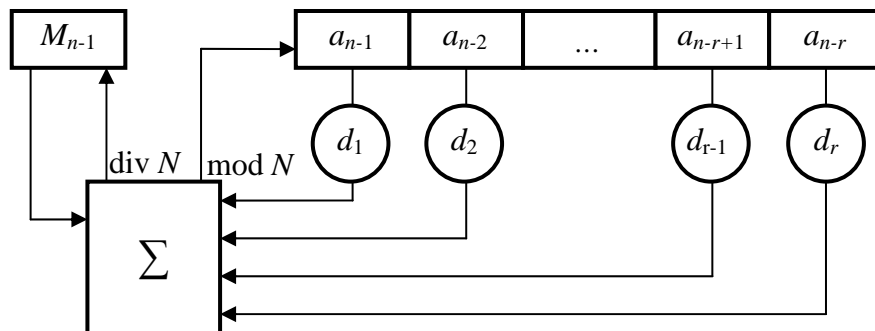 M_{n-1} a_{n-1} a_{n-2} ... a_{n-r+1} a_{n-r}
d_1 d_2 d_{r-1} d_r
div N mod N
Σ